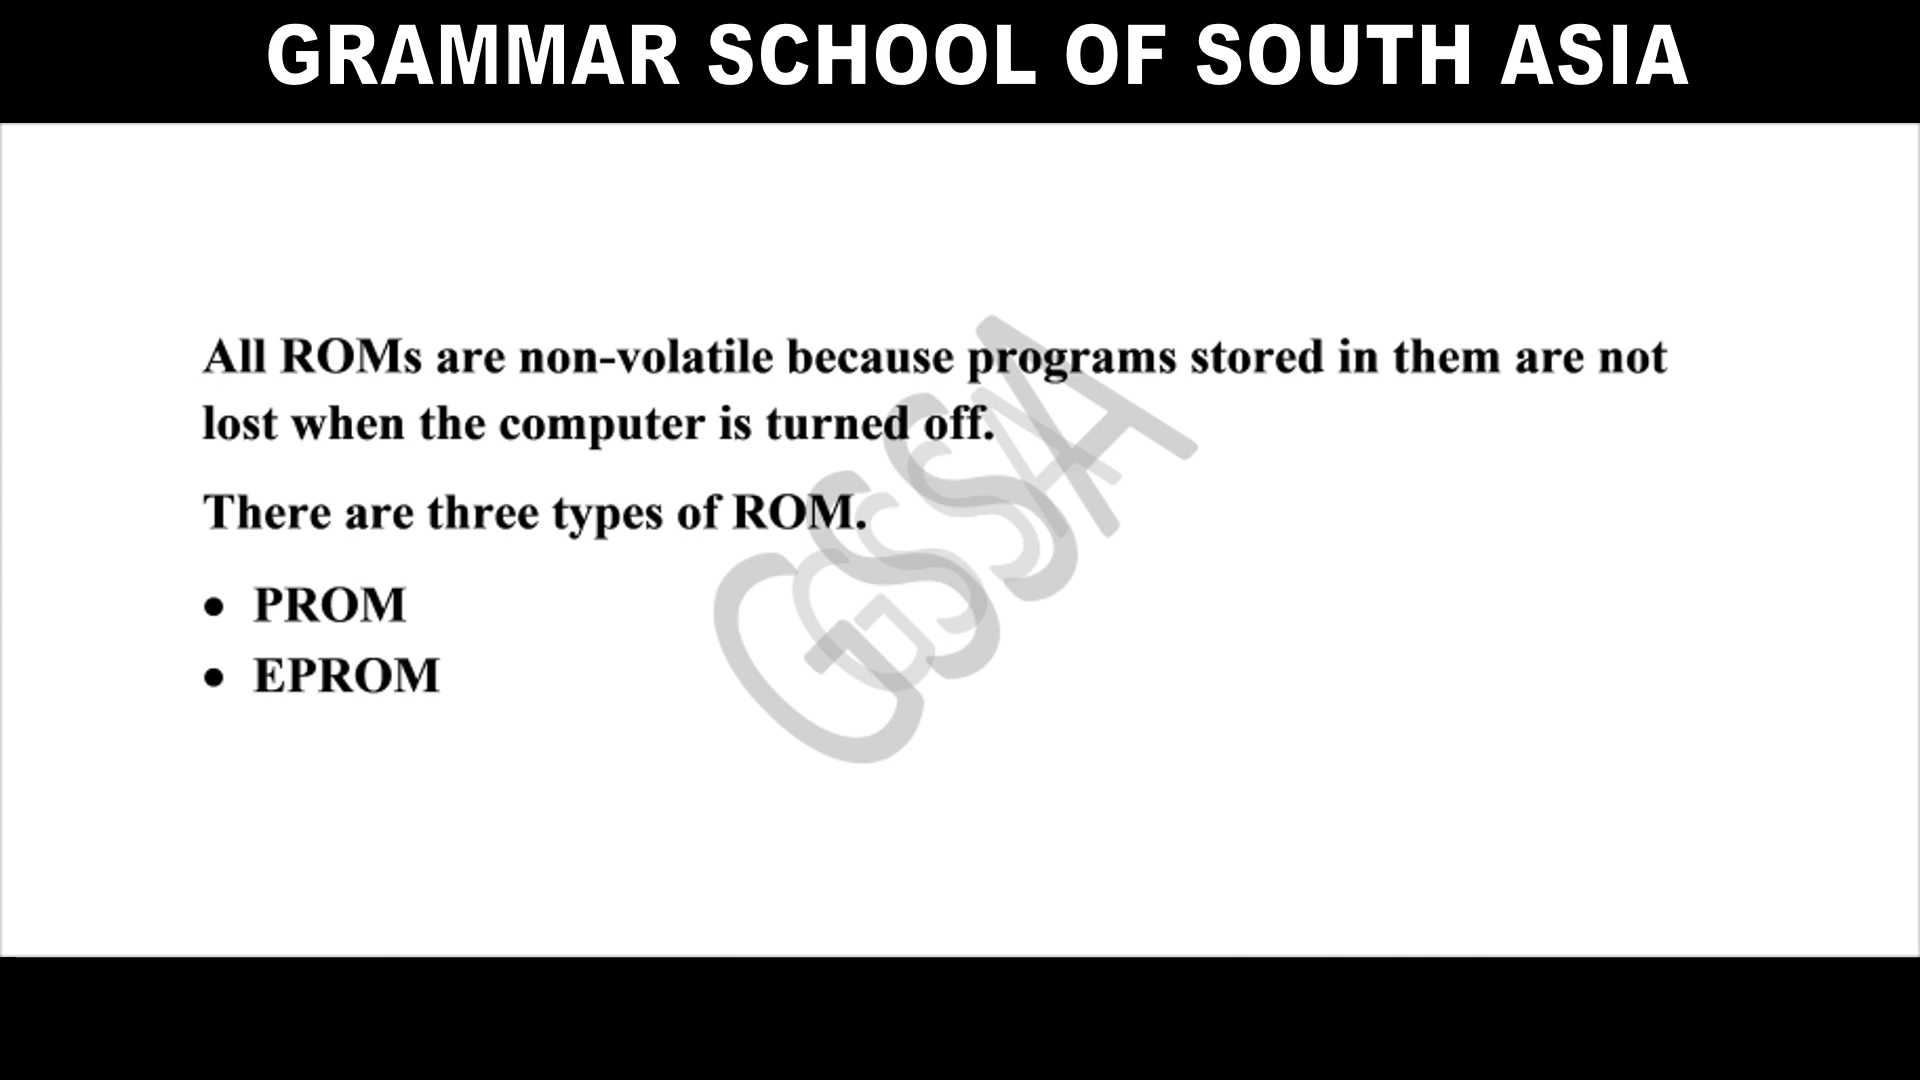 GRAMMAR SCHOOL OF SOUTH ASIA
All ROMs are non-volatile because programs stored in them are not
lost when the computer is turned off.
There are three types of ROM.
• PROM
• EPROM
GSSA